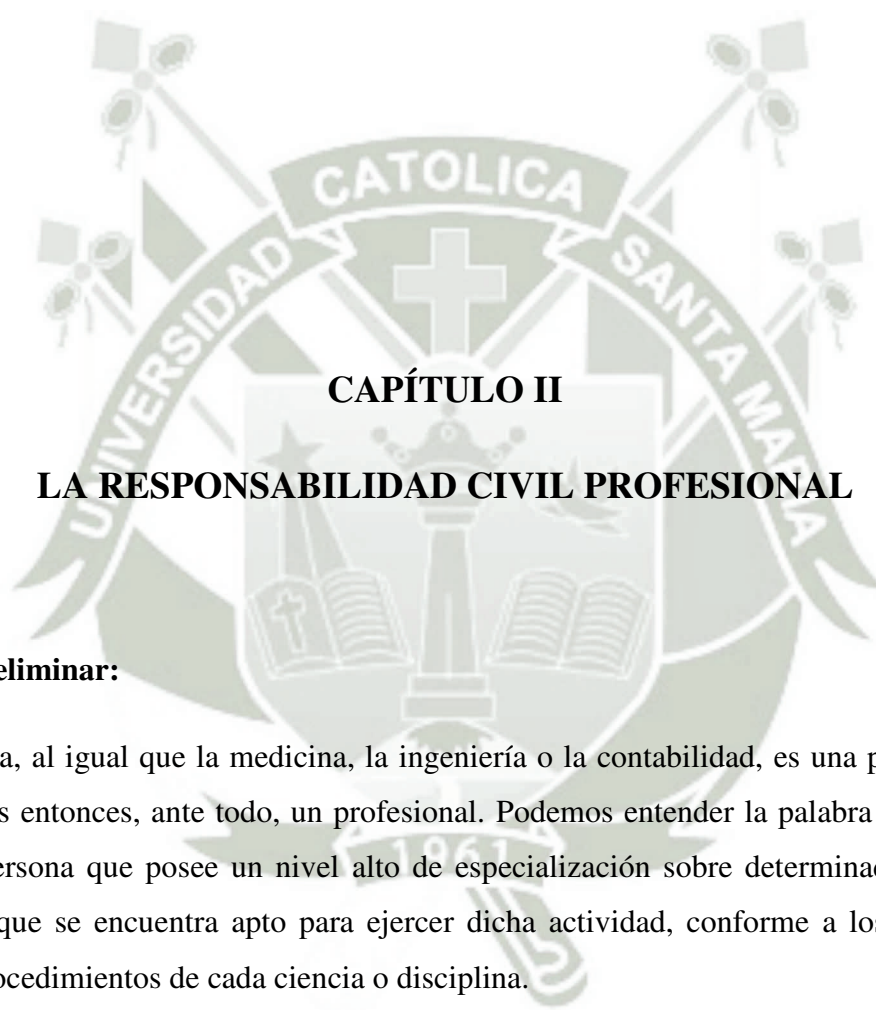 CATOLICA
UNIVERSIDAD
SANTA MARIA
CAPÍTULO II
LA RESPONSABILIDAD CIVIL PROFESIONAL
eliminar:
a, al igual que la medicina, la ingeniería o la contabilidad, es una p
s entonces, ante todo, un profesional. Podemos entender la palabra
ersona que posee un nivel alto de especialización sobre determinad
que se encuentra apto para ejercer dicha actividad, conforme a los
ocedimientos de cada ciencia o disciplina.
1961